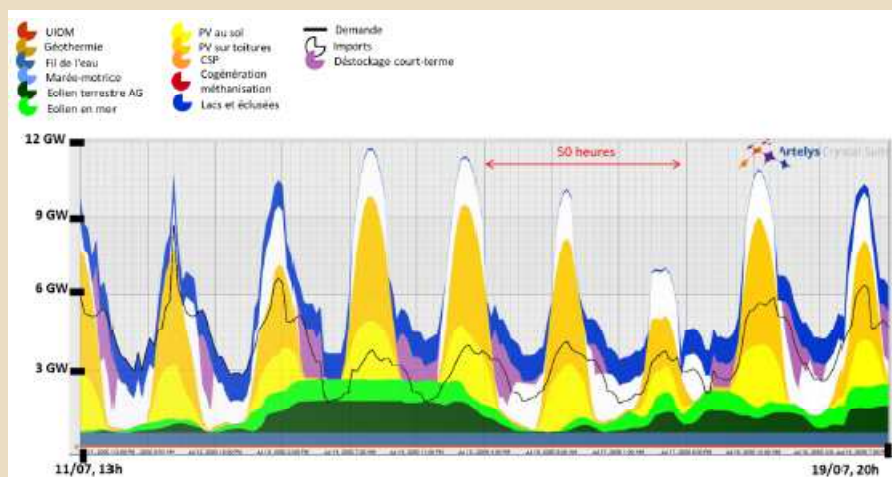 UIOM
Géothermie
Fil de l'eau
Marée-motrice
Eolien terrestre AG
Eolien en mer
PV au sol
PV sur toitures
CSP
Cogénération
méthanisation
Lacs et éclusées
Demande
Imports
Déstockage court-terme
12 GW
50 heures
Artelys Crystal
9 GW
6 GW
3 GW
11/07, 13h
19/07, 20h